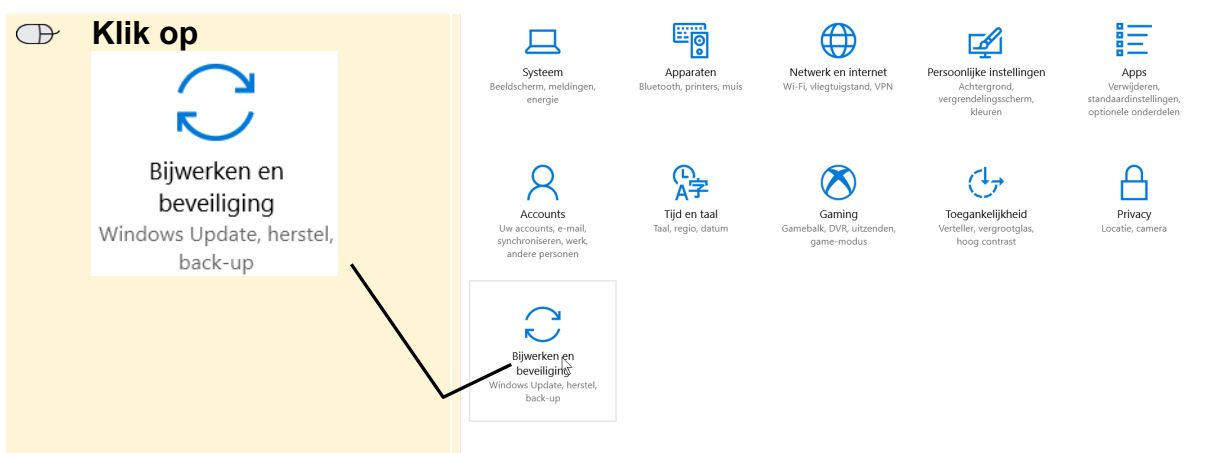 Klik op
Bijwerken en
beveiliging
Windows Update, herstel,
back-up
Systeem
Beeldscherm, meldingen,
energie
Apparaten
Bluetooth, printers, muis
Netwerk en internet
Wi-Fi, vliegtuigstand, VPN
Persoonlijke instellingen
Achtergrond,
vergrendelingsscherm,
kleuren
Apps
Verwijderen,
standaardinstellingen,
optionele onderdelen
Accounts
Uw accounts, e-mail,
synchroniseren, werk,
andere personen
A字
Tijd en taal
Taal, regio, datum
Gaming
Gamebalk, DVR, uitzenden,
game-modus
Toegankelijkheid
Verteller, vergrootglas,
hoog contrast
Privacy
Locatie, camera
Bijwerken en
beveiliging
Windows Update, herstel,
back-up